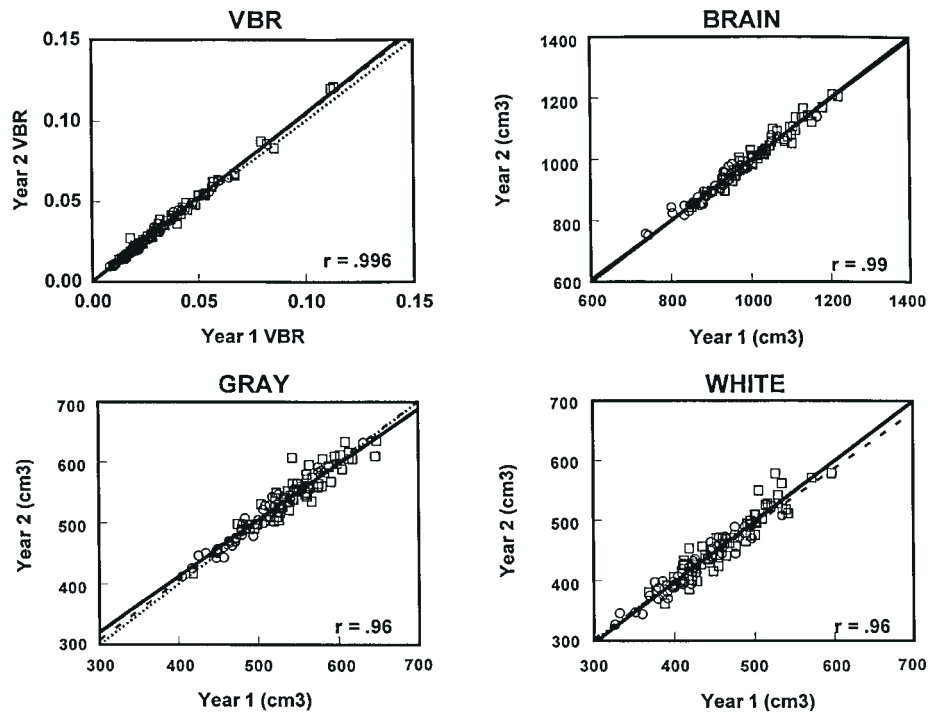 VBR
0.15
0.10
0.05
0.00
Year 2 VBR
r = .996
0.00 0.05 0.10 0.15
Year 1 VBR
BRAIN
1400
1200
1000
800
600
Year 2 (cm3)
r = .99
600 800 1000 1200 1400
Year 1 (cm3)
GRAY
700
600
500
400
300
Year 2 (cm3)
r = .96
300 400 500 600 700
Year 1 (cm3)
WHITE
700
600
500
400
300
Year 2 (cm3)
r = .96
300 400 500 600 700
Year 1 (cm3)